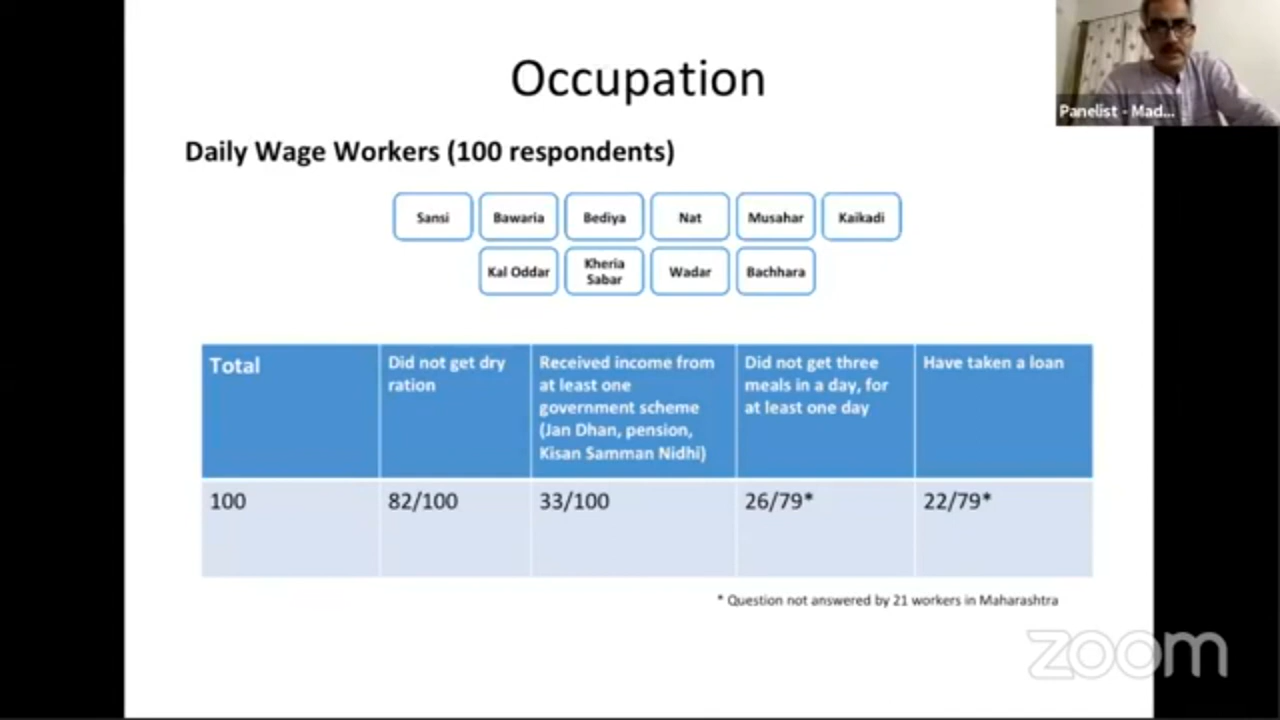 Occupation
Panelist - Mad...
Daily Wage Workers (100 respondents)
Sansi Bawaria Bediya Nat Musahar Kaikadi
Kal Oddar Kheria Sabar Wadar Bachhara
Total
Did not get dry
ration
Received income from
at least one
government scheme
(Jan Dhan, pension,
Kisan Samman Nidhi)
Did not get three
meals in a day, for
at least one day
Have taken a loan
100 82/100 33/100 26/79* 22/79*
* Question not answered by 21 workers in Maharashtra
zoom